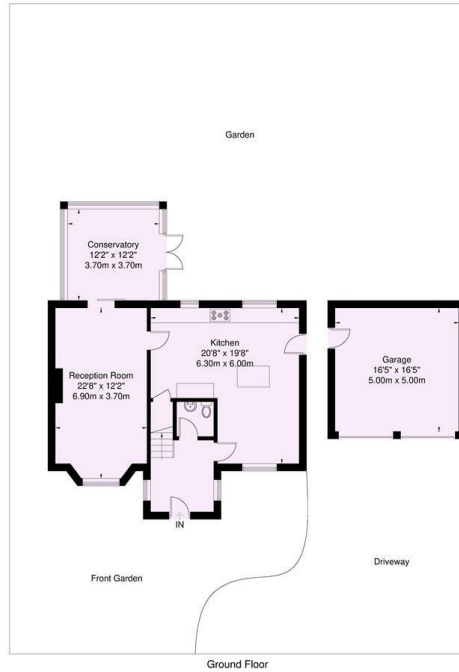 Garden
Conservatory
12'2" x 12'2"
3.70m x 3.70m
Kitchen
20'8" x 19'8"
6.30m x 6.00m
Garage
16'5" x 16'5"
5.00m x 5.00m
Reception Room
22'8" x 12'2"
6.90m x 3.70m
IN
Driveway
Front Garden
Ground Floor